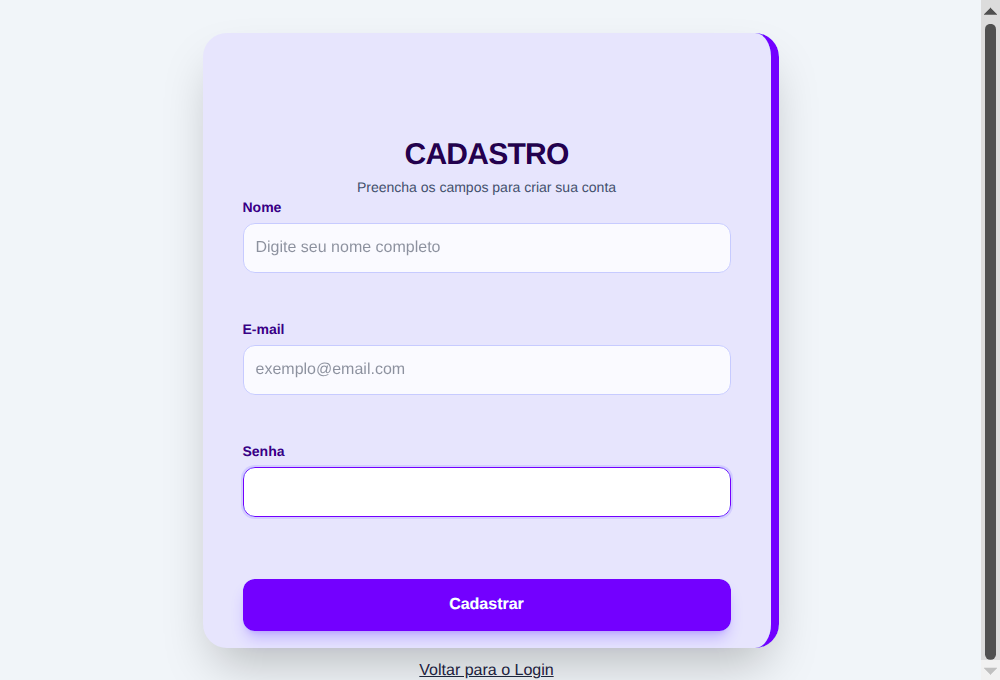 CADASTRO
Preencha os campos para criar sua conta
Nome
Digite seu nome completo
E-mail
exemplo@email.com
Senha
Cadastrar
Voltar para o Login